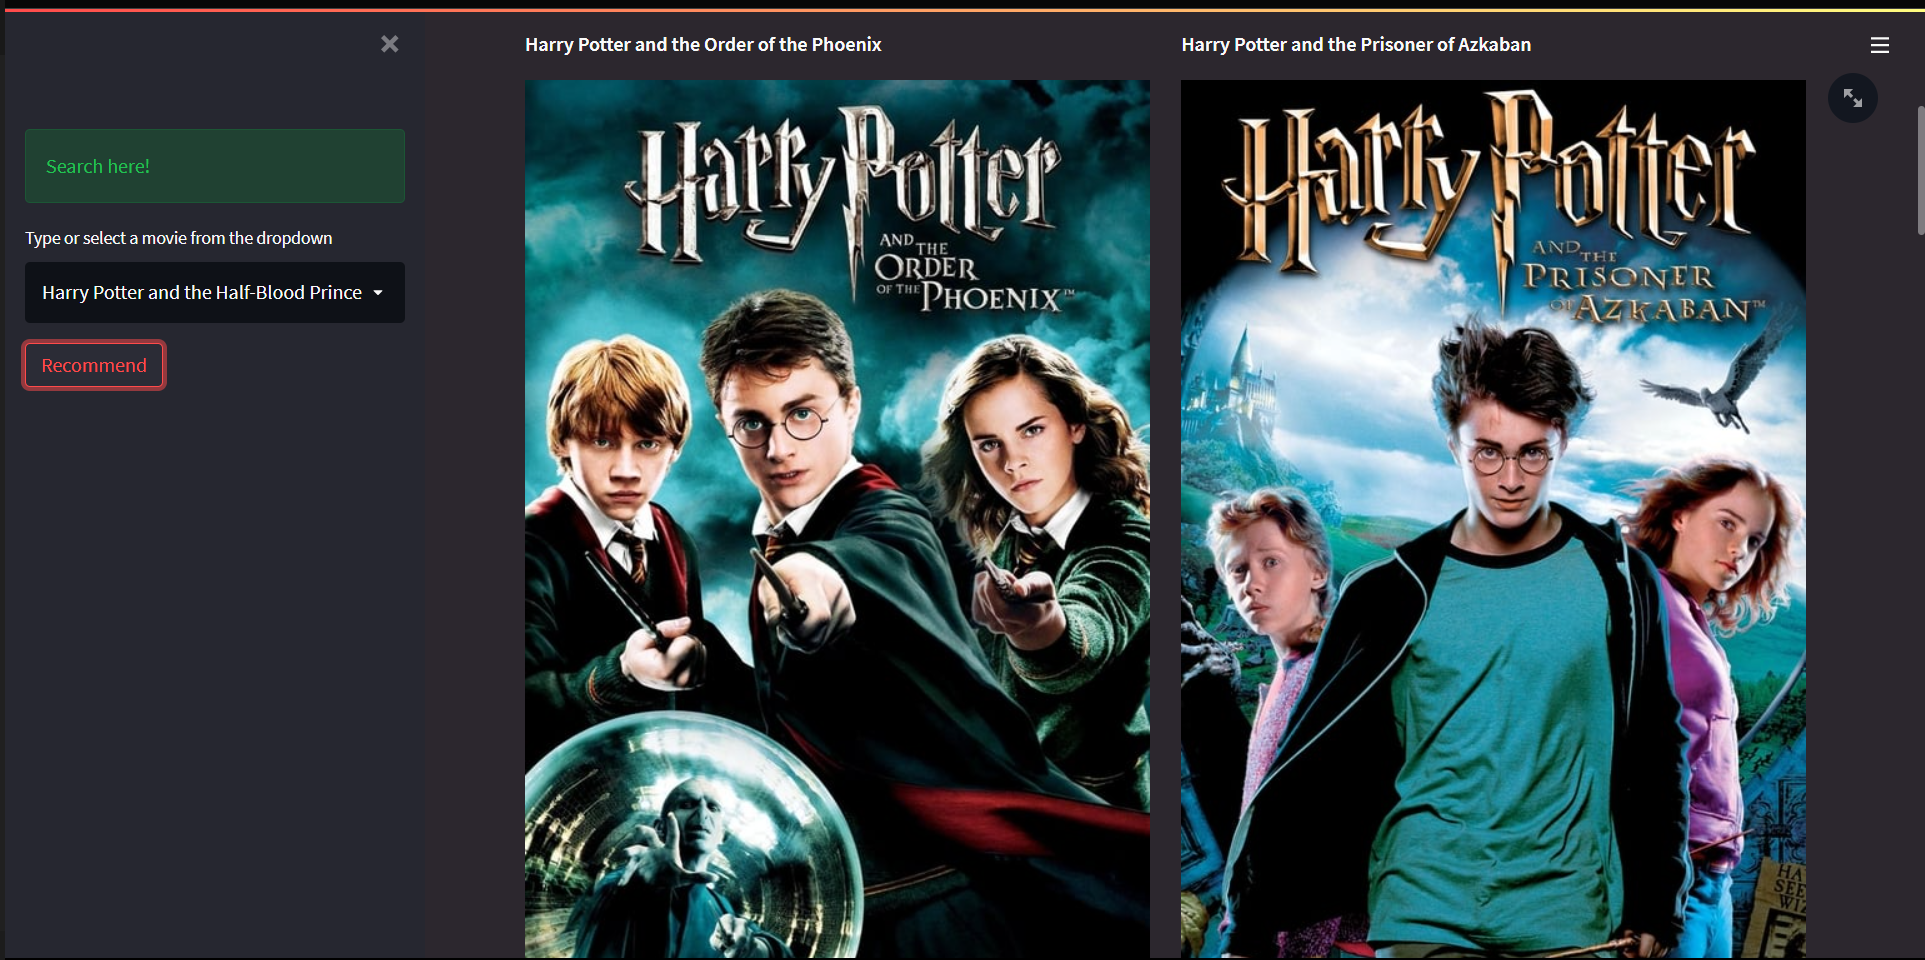 Search here!
Type or select a movie from the dropdown
Harry Potter and the Half-Blood Prince
Recommend
Harry Potter and the Order of the Phoenix
Harry Potter
AND THE
ORDER
OF THE PHOENIX™
Harry Potter and the Prisoner of Azkaban
Harry Potter
AND THE
PRISONER
OF AZKABAN™